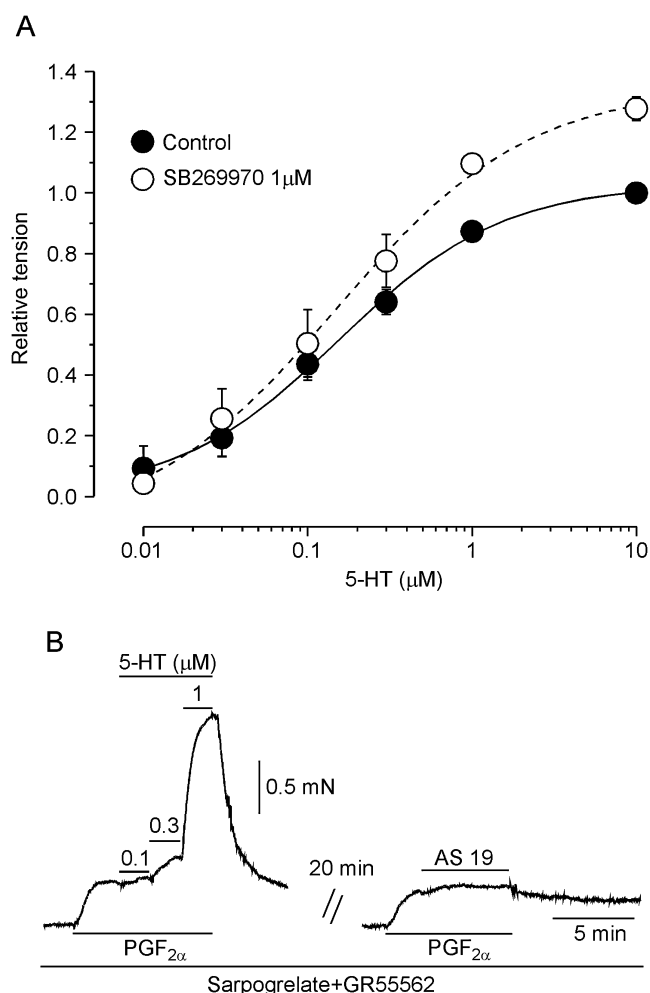 A
1.4
1.2
1.0
0.8
0.6
0.4
0.2
0.0
Relative tension
Control
SB269970 1μM
0.01 0.1 1 10
5-HT (μM)
B
5-HT (μM)
1
0.3
0.1
0.5 mN
20 min
AS 19
5 min
PGF2α PGF2α
Sarpogrelate+GR55562